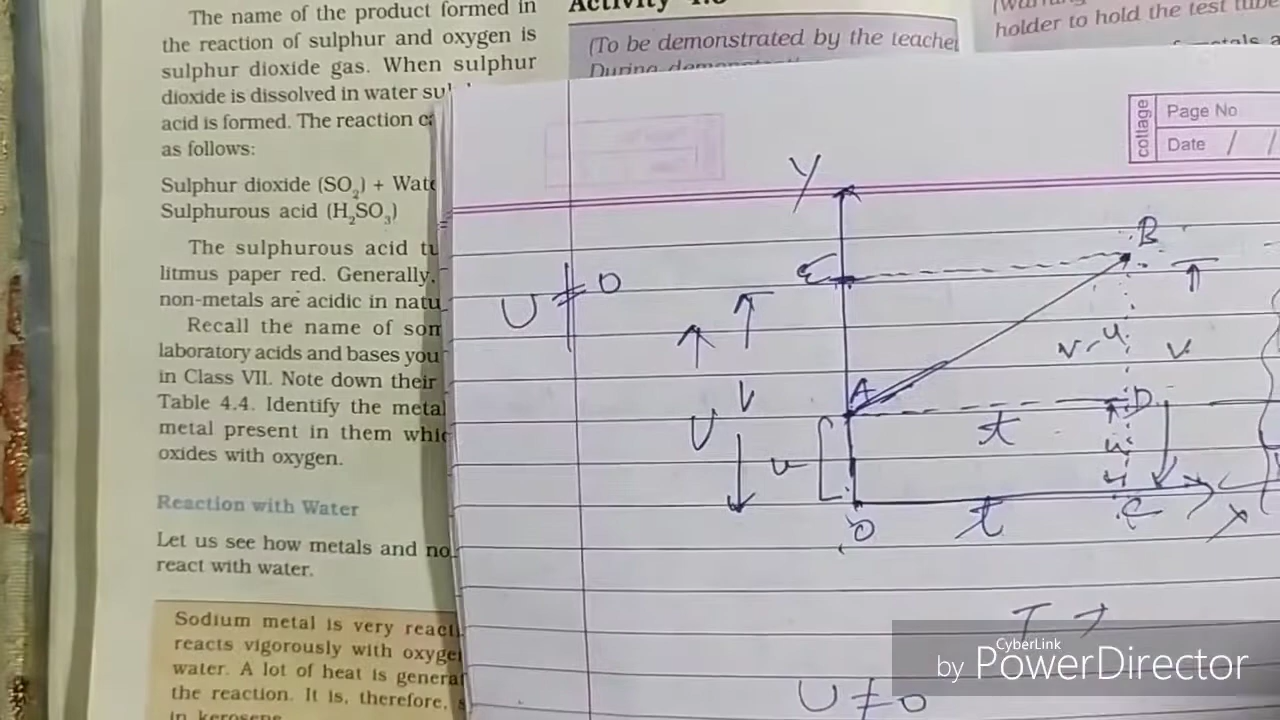 The name of the product formed in
the reaction of sulphur and oxygen is
sulphur dioxide gas. When sulphur
dioxide is dissolved in water
acid is formed. The reaction
as follows:
Sulphur dioxide (SO₂) + Wate
Sulphurous acid (H₂SO₃)
The sulphurous acid
litmus paper red. Generally.
non-metals are acidic in natu
Recall the name of som
laboratory acids and bases you
in Class VII. Note down their
Table 4.4. Identify the metal
metal present in them whic
oxides with oxygen.
Reaction with Water
Let us see how metals and no
react with water.
Sodium metal is very react
reacts vigorously with oxyge
water. A lot of heat is genera
the reaction. It is, therefore,
in kerosene
Activity
(To be demonstrated by the teache
During
holder to hold the test tube
cottage
Page No
Date / /
Y
E
B
U ≠ 0
v-u
v
A
D
V
U
t
u
u
O
t
C
X
T →
U ≠ 0
CyberLink
by PowerDirector